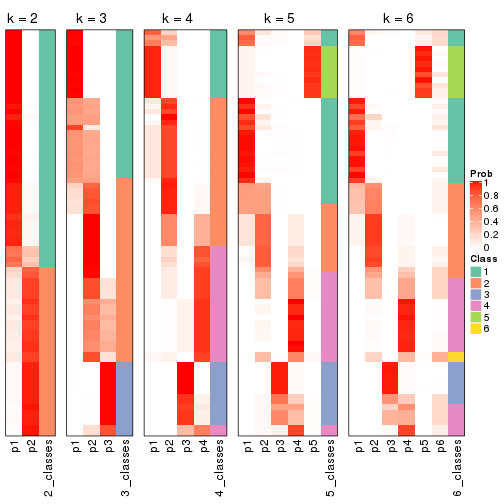 k = 2
k = 3
k = 4
k = 5
k = 6
p1
p2
2_classes
p1
p2
p3
3_classes
p1
p2
p3
p4
4_classes
p1
p2
p3
p4
p5
5_classes
p1
p2
p3
p4
p5
p6
6_classes
Prob
1
0.8
0.6
0.4
0.2
0
Class
1
2
3
4
5
6